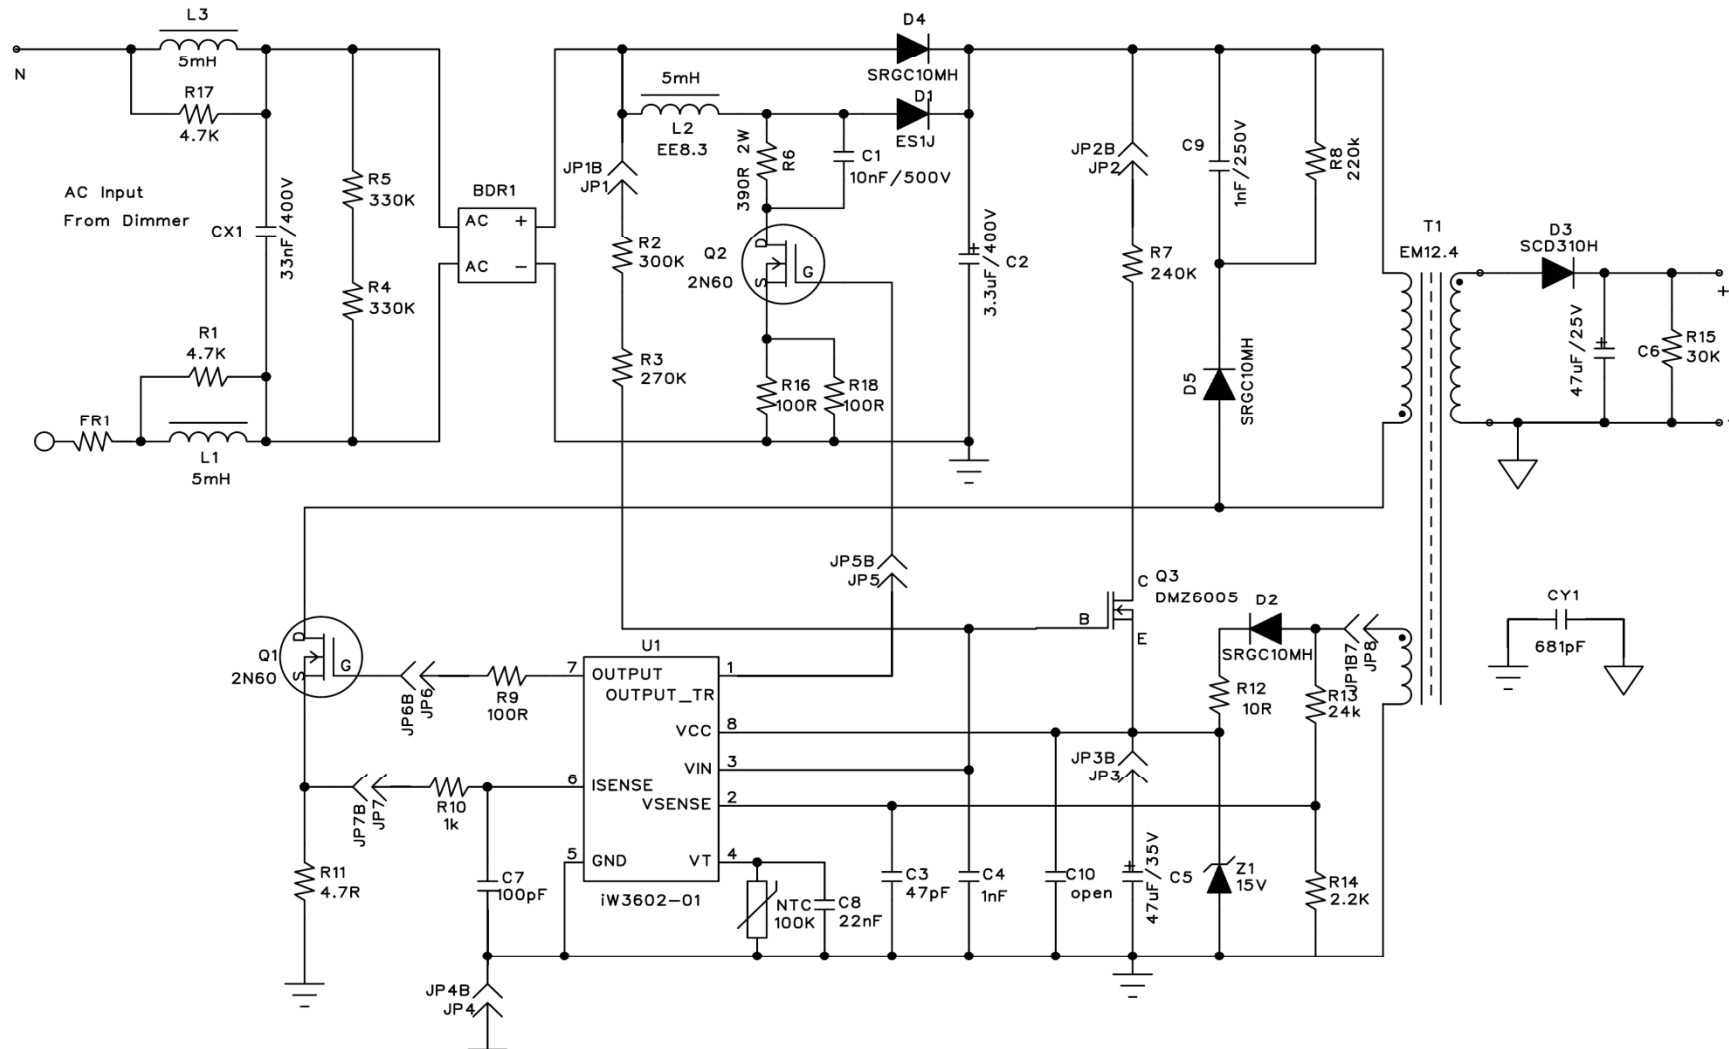 L3
5mH
N
R17
4.7K
AC Input
From Dimmer
CX1
33nF/400V
R5
330K
R4
330K
R1
4.7K
FR1
L1
5mH
BDR1
AC +
AC -
5mH
L2
EE8.3
JP1B
JP1
R2
300K
R3
270K
390R 2W
R6
C1
10nF/500V
D4
SRGC10MH
D1
ES1J
Q2
2N60
D
S
G
R16
100R
R18
100R
3.3uF/400V
+
C2
JP2B
JP2
R7
240K
C9
1nF/250V
R8
220k
D5
SRGC10MH
T1
EM12.4
D3
SCD310H
47uF/25V
+
C6
R15
30K
+
-
JP5B
JP5
Q3
DMZ6005
C
B
E
D2
SRGC10MH
JP1B7
JP8
R12
10R
R13
24k
CY1
681pF
Q1
2N60
D
S
G
JP6B
JP6
R9
100R
U1
7 OUTPUT
OUTPUT_TR 1
VCC 8
VIN 3
6 ISENSE
VSENSE 2
5 GND
VT 4
iW3602-01
JP7B
JP7
R10
1k
R11
4.7R
C7
100pF
NTC
100K
C8
22nF
C3
47pF
C4
1nF
C10
open
JP3B
JP3
47uF/35V
+
C5
Z1
15V
R14
2.2K
JP4B
JP4